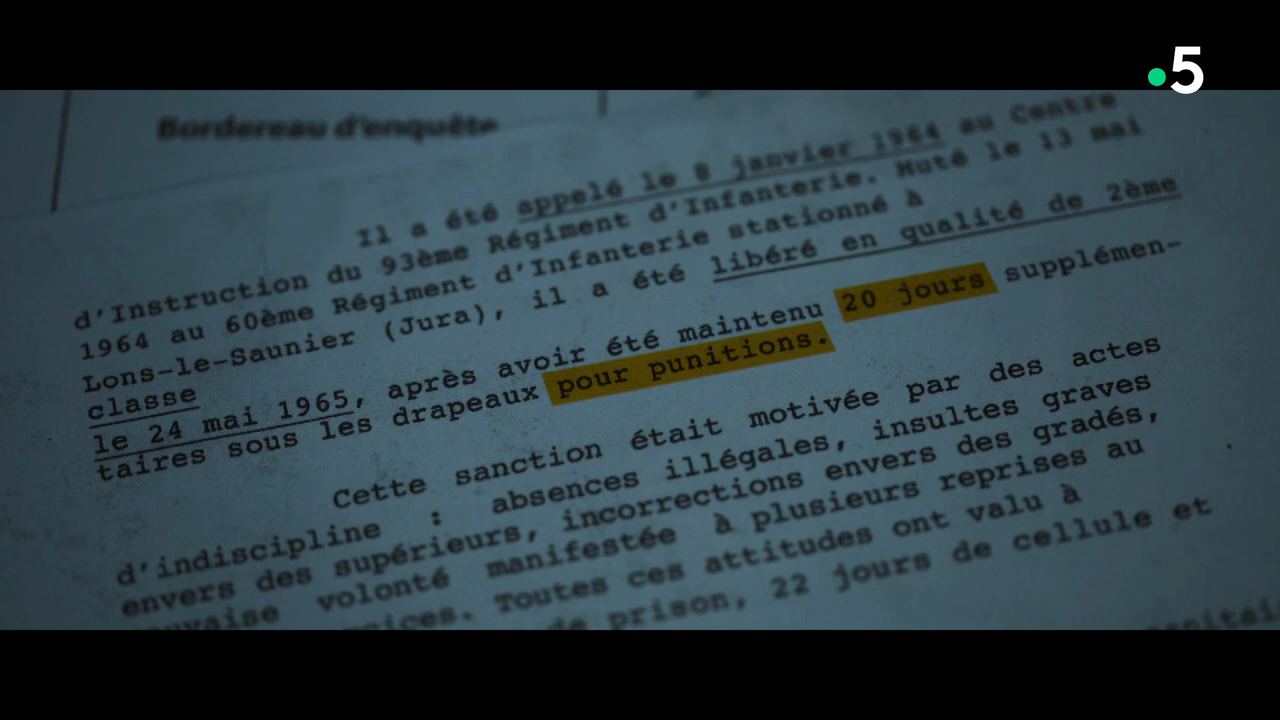 5
Bordereau d'enquête
Il a été appelé le 8 janvier 1964 au Centre
d'Instruction du 93ème Régiment d'Infanterie. Muté le 13 mai
1964 au 60ème Régiment d'Infanterie stationné à
Lons-le-Saunier (Jura), il a été libéré en qualité de 2ème
classe
le 24 mai 1965, après avoir été maintenu 20 jours supplémen-
taires sous les drapeaux pour punitions.
Cette sanction était motivée par des actes
d'indiscipline : absences illégales, insultes graves
envers des supérieurs, incorrections envers des gradés,
mauvaise volonté manifestée à plusieurs reprises au
Toutes ces attitudes ont valu à
de prison, 22 jours de cellule et